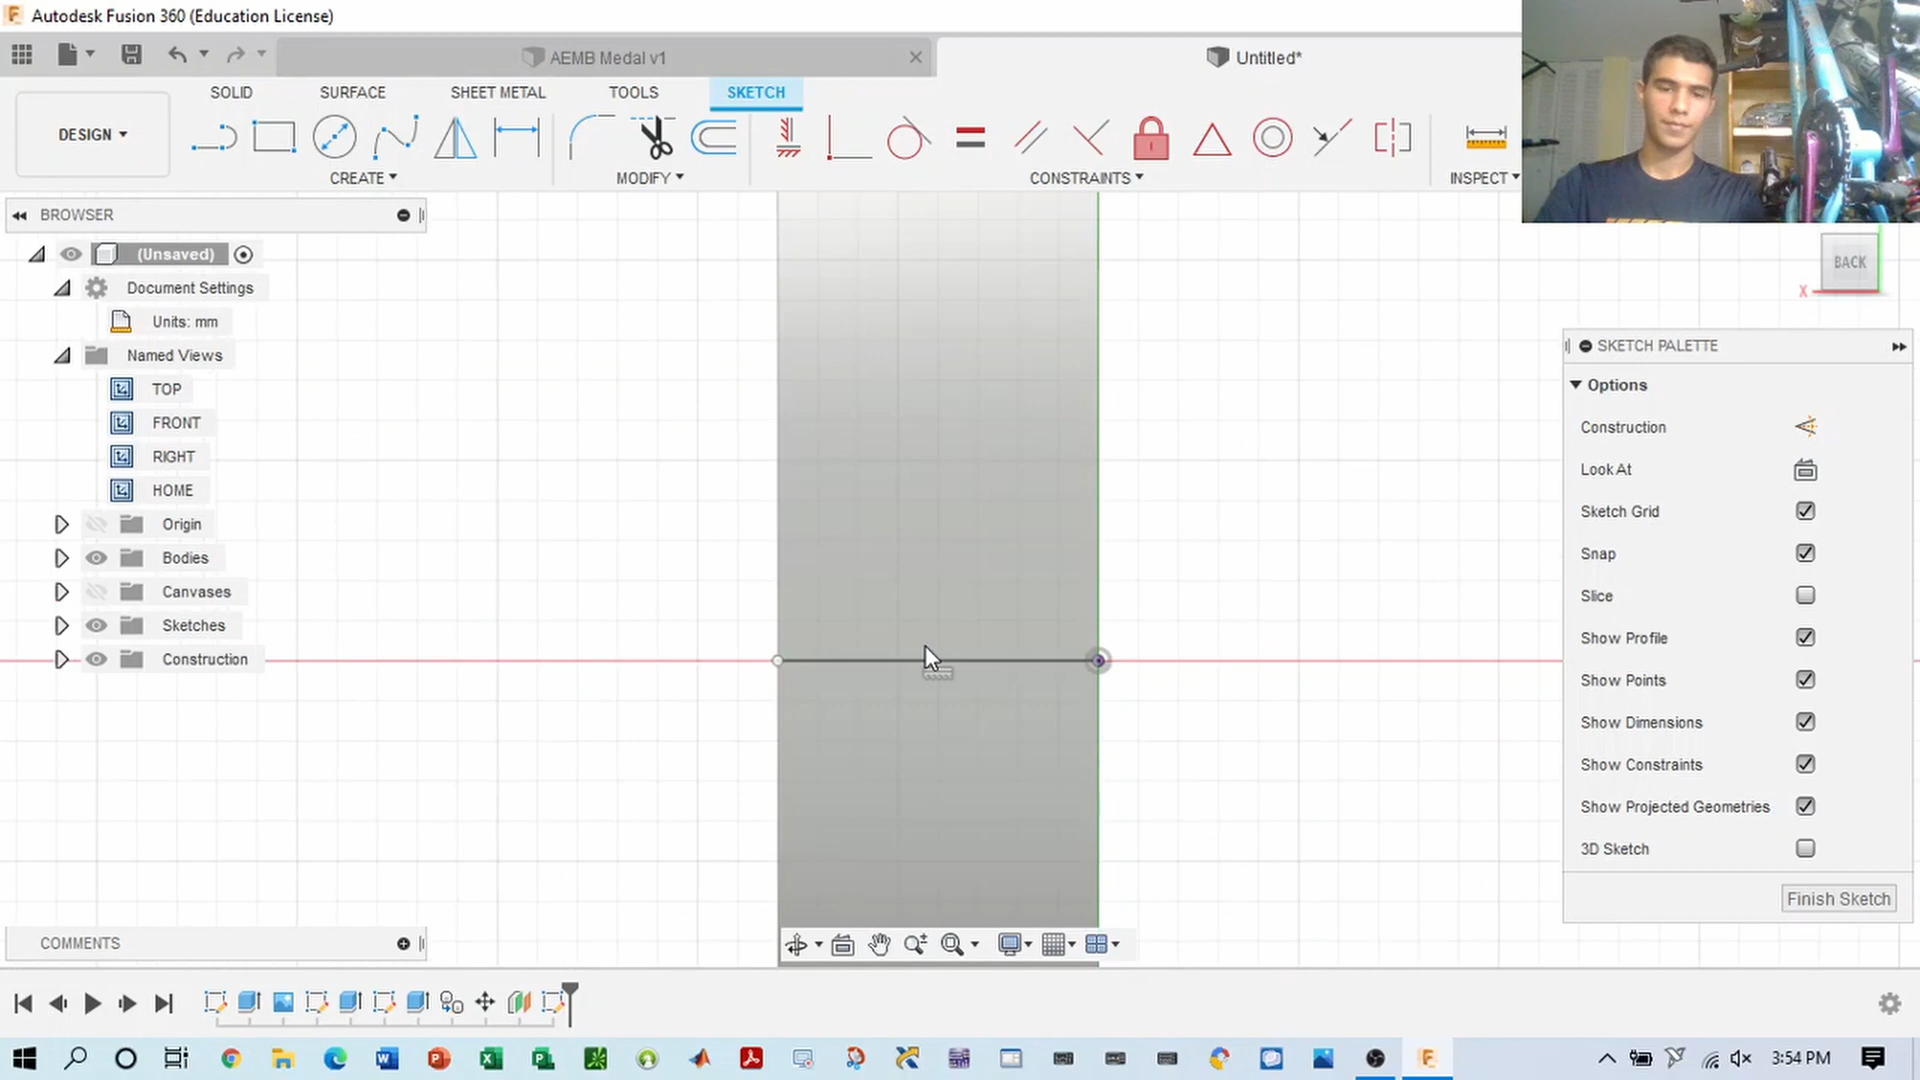 Autodesk Fusion 360 (Education License)
AEMB Medal v1
Untitled*
SOLID
SURFACE
SHEET METAL
TOOLS
SKETCH
DESIGN
CREATE
MODIFY
CONSTRAINTS
INSPECT
BROWSER
BACK
X
(Unsaved)
Document Settings
Units: mm
Named Views
TOP
FRONT
RIGHT
HOME
Origin
Bodies
Canvases
Sketches
Construction
SKETCH PALETTE
Options
Construction
Look At
Sketch Grid
Snap
Slice
Show Profile
Show Points
Show Dimensions
Show Constraints
Show Projected Geometries
3D Sketch
Finish Sketch
COMMENTS
3:54 PM